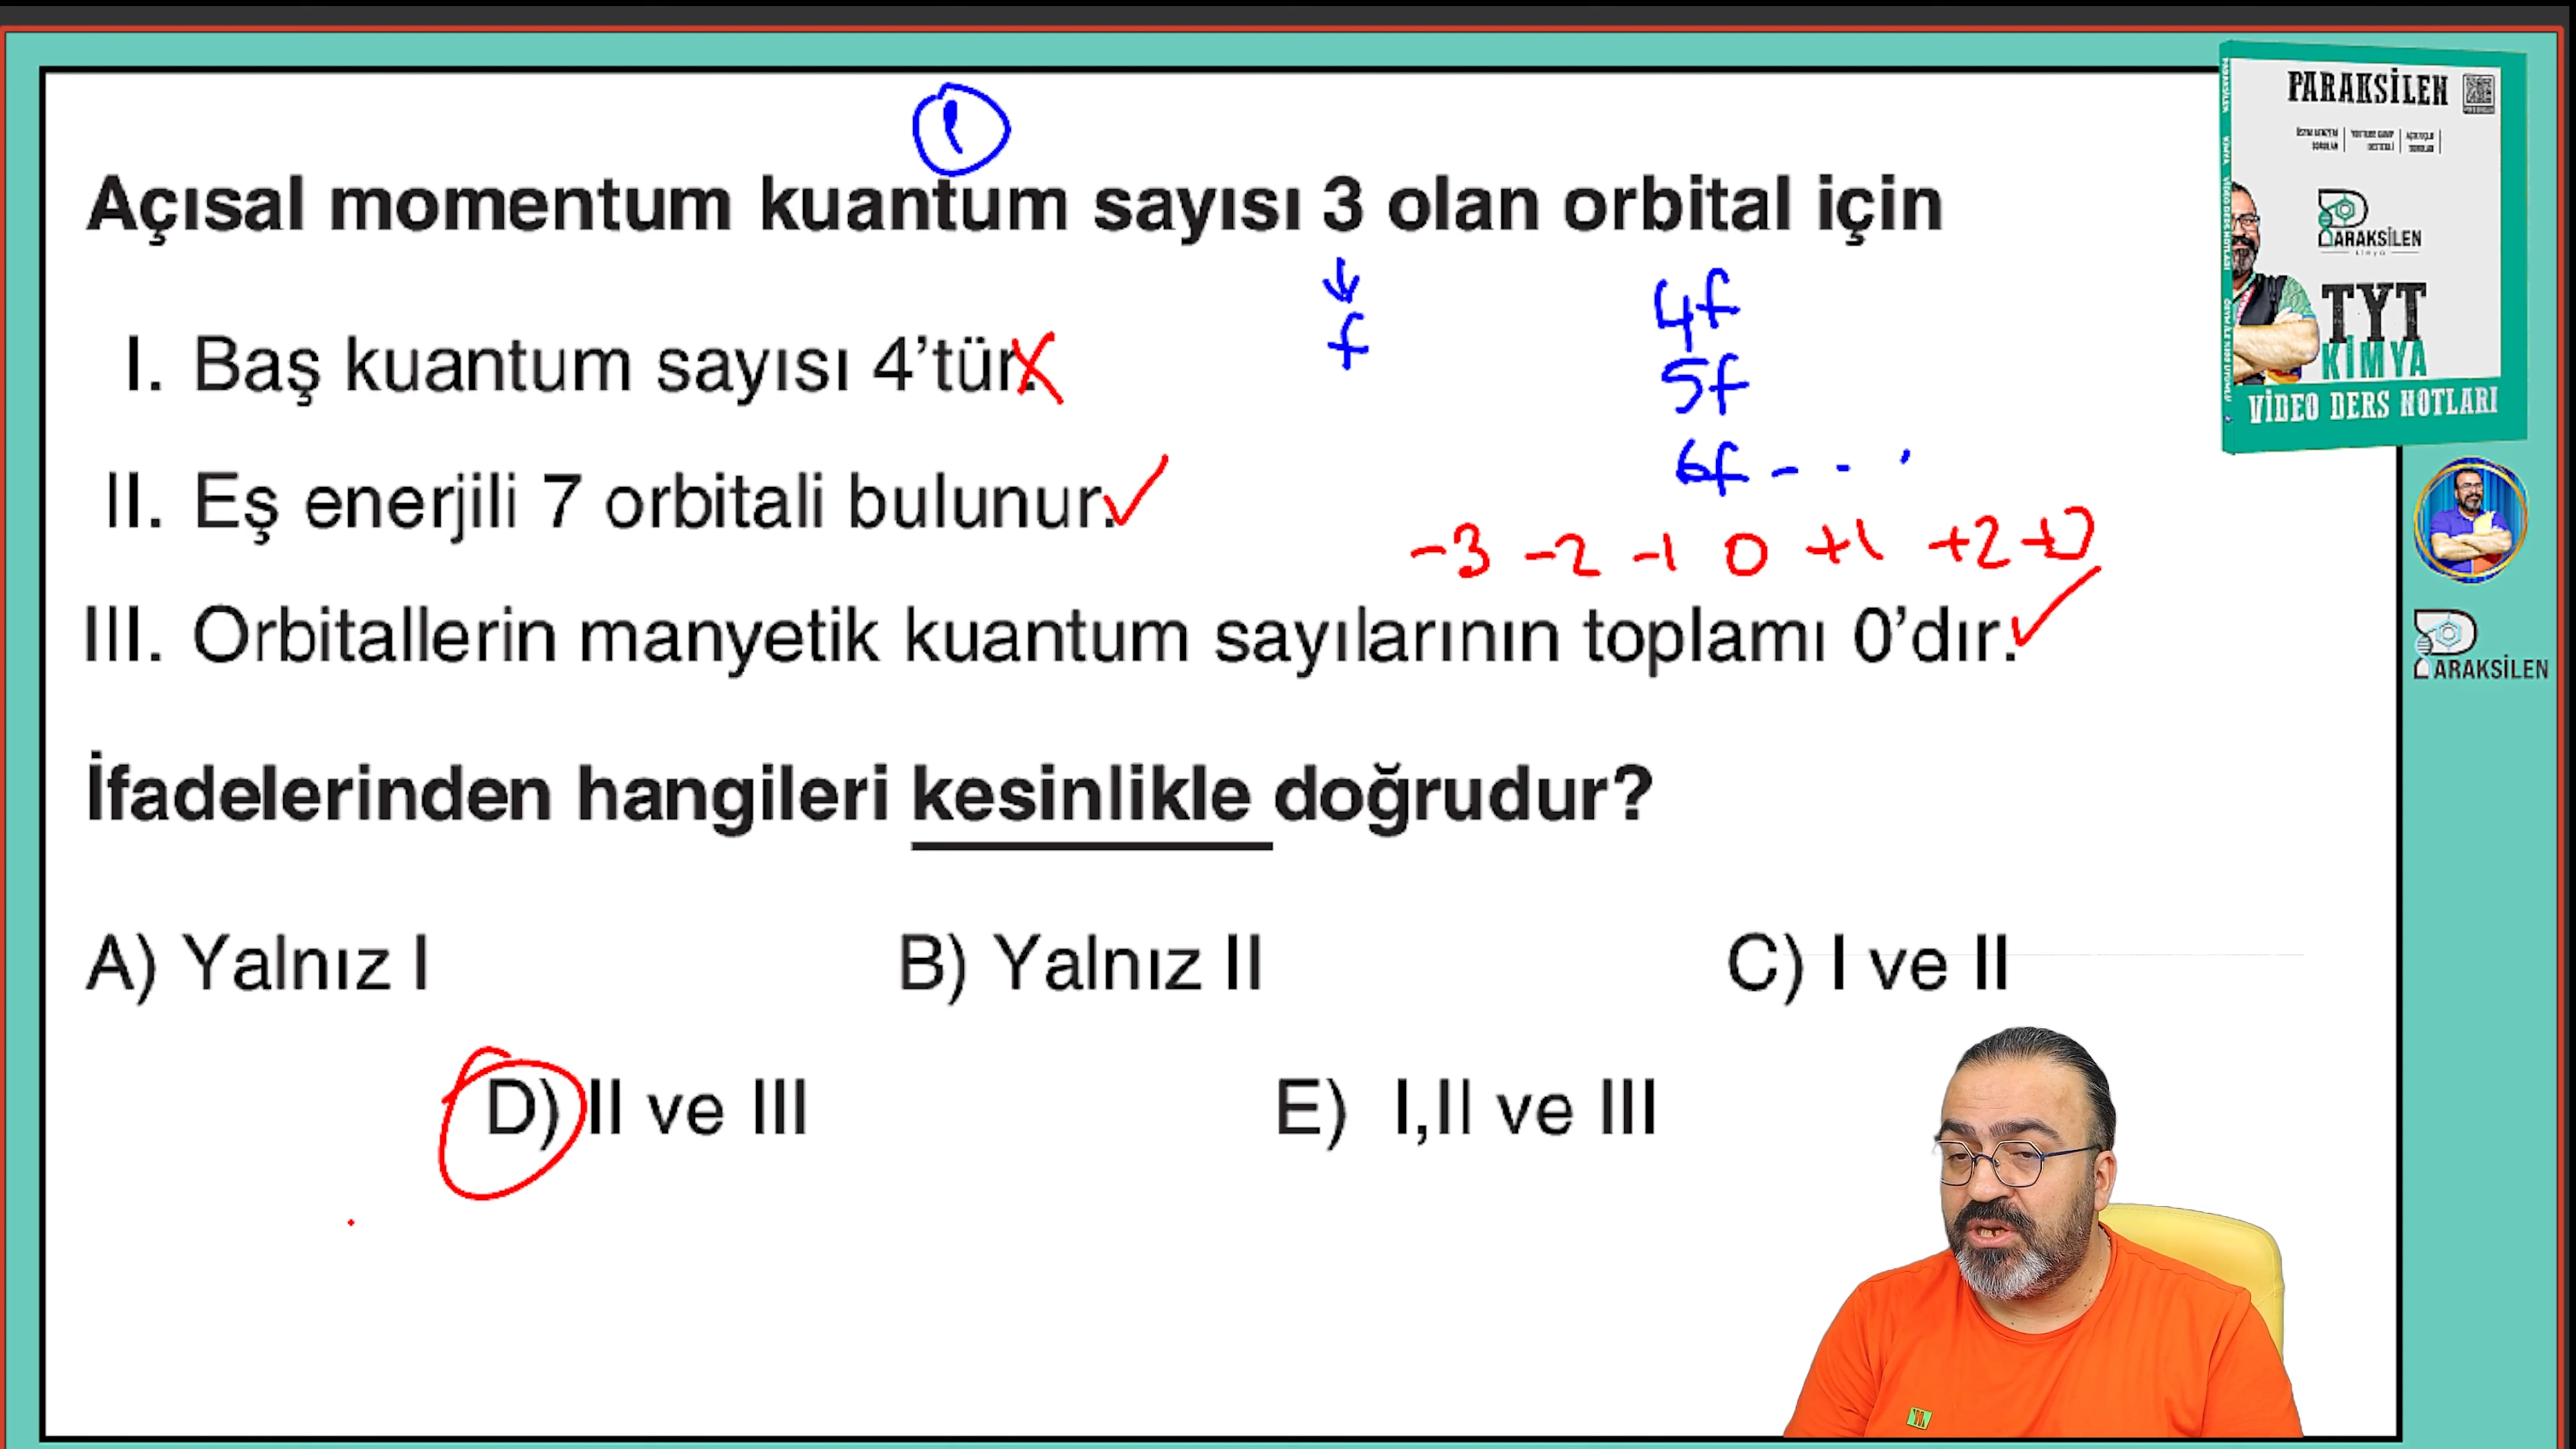 ℓ
Açısal momentum kuantum sayısı 3 olan orbital için
↓
f
4f
5f
6f - - .
I. Baş kuantum sayısı 4’tür.
II. Eş enerjili 7 orbitali bulunur.
-3 -2 -1 0 +1 +2
III. Orbitallerin manyetik kuantum sayılarının toplamı 0’dır.
İfadelerinden hangileri kesinlikle doğrudur?
A) Yalnız I
B) Yalnız II
C) I ve II
D) II ve III
E) I,II ve III
PARAKSİLEN
PARAKSİLEN
kimya
TYT
KİMYA
VİDEO DERS NOTLARI
PARAKSİLEN